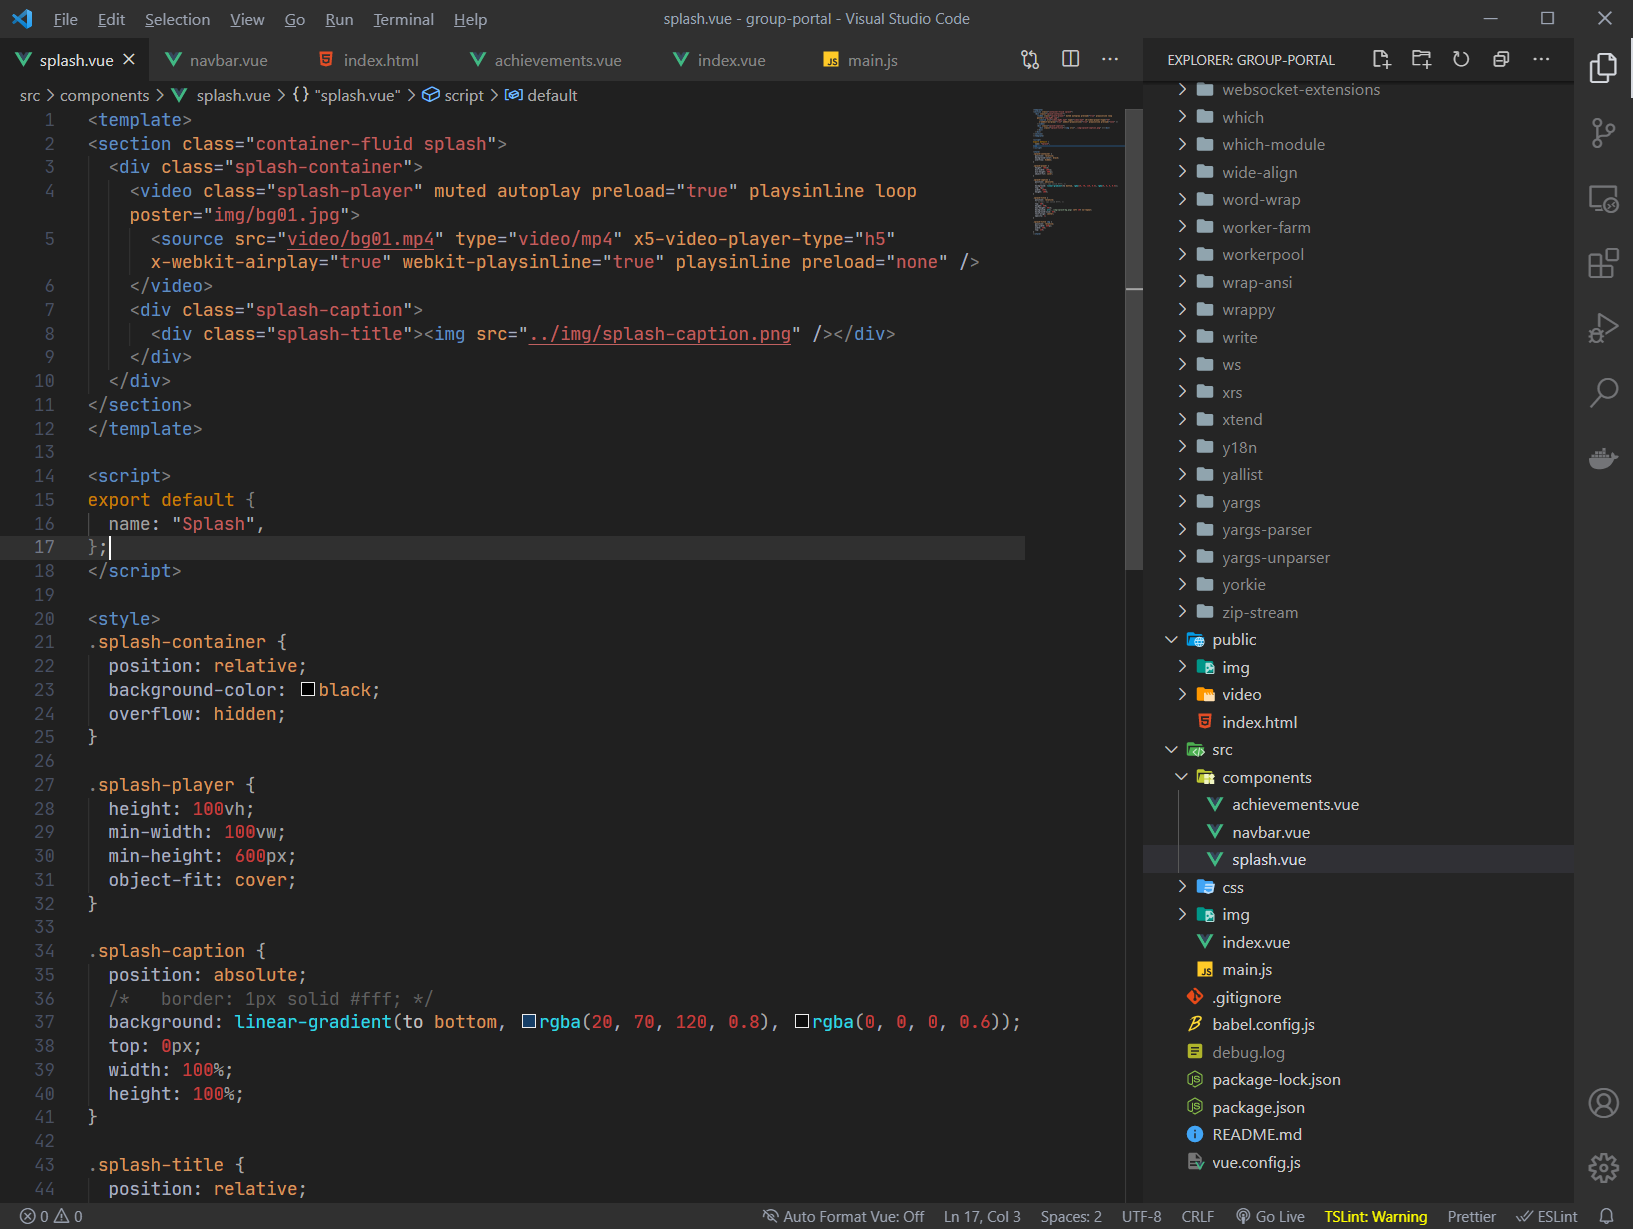 File Edit Selection View Go Run Terminal Help splash.vue - group-portal - Visual Studio Code
splash.vue navbar.vue index.html achievements.vue index.vue main.js
src > components > splash.vue > {} "splash.vue" > script > default
1 <template>
2 <section class="container-fluid splash">
3 <div class="splash-container">
4 <video class="splash-player" muted autoplay preload="true" playsinline loop
poster="img/bg01.jpg">
5 <source src="video/bg01.mp4" type="video/mp4" x5-video-player-type="h5"
x-webkit-airplay="true" webkit-playsinline="true" playsinline preload="none" />
6 </video>
7 <div class="splash-caption">
8 <div class="splash-title"><img src="../img/splash-caption.png" /></div>
9 </div>
10 </div>
11 </section>
12 </template>
13
14 <script>
15 export default {
16 name: "Splash",
17 };
18 </script>
19
20 <style>
21 .splash-container {
22 position: relative;
23 background-color: black;
24 overflow: hidden;
25 }
26
27 .splash-player {
28 height: 100vh;
29 min-width: 100vw;
30 min-height: 600px;
31 object-fit: cover;
32 }
33
34 .splash-caption {
35 position: absolute;
36 /* border: 1px solid #fff; */
37 background: linear-gradient(to bottom, rgba(20, 70, 120, 0.8), rgba(0, 0, 0, 0.6));
38 top: 0px;
39 width: 100%;
40 height: 100%;
41 }
42
43 .splash-title {
44 position: relative;
EXPLORER: GROUP-PORTAL
websocket-extensions
which
which-module
wide-align
word-wrap
worker-farm
workerpool
wrap-ansi
wrappy
write
ws
xrs
xtend
y18n
yallist
yargs
yargs-parser
yargs-unparser
yorkie
zip-stream
public
img
video
index.html
src
components
achievements.vue
navbar.vue
splash.vue
css
img
index.vue
main.js
.gitignore
babel.config.js
debug.log
package-lock.json
package.json
README.md
vue.config.js
0 0 Auto Format Vue: Off Ln 17, Col 3 Spaces: 2 UTF-8 CRLF Go Live TSLint: Warning Prettier ESLint